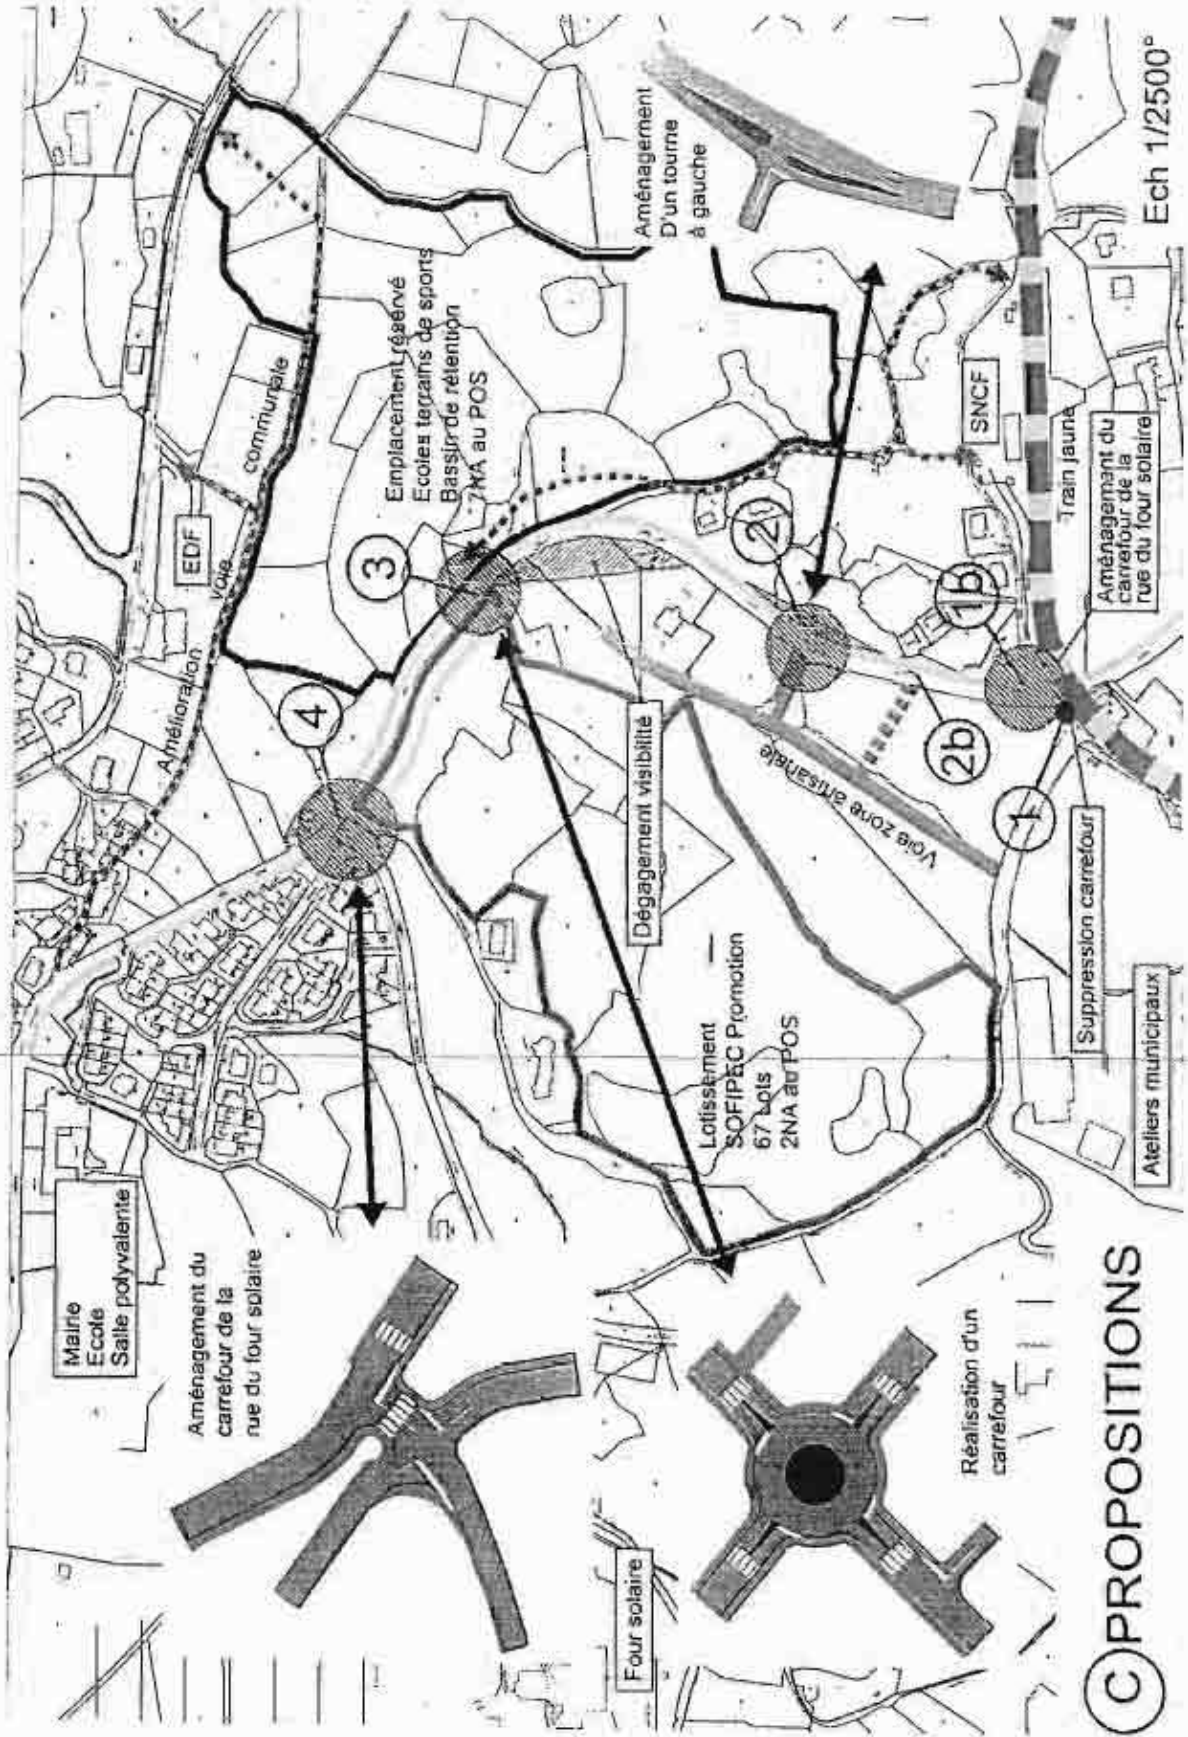 Mairie
Ecole
Salle polyvalente
EDF
Amélioration
voie
communale
Aménagement du
carrefour de la
rue du four solaire
4
3
Emplacement réservé
Ecoles terrains de sports
Bassin de rétention
7NA au POS
Aménagement
D'un tourne
à gauche
Four solaire
Réalisation d'un
carrefour
Lotissement
SOFIPEC Promotion
67 Lots
2NA au POS
Dégagement visibilité
Voie zone artisanale
2b
1
1b
SNCF
Train jaune
Aménagement du
carrefour de la
rue du four solaire
Suppression carrefour
Ateliers municipaux
C PROPOSITIONS
Ech 1/2500°